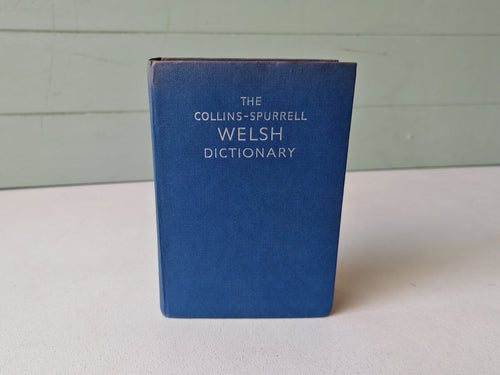 THE
COLLINS-SPURRELL
WELSH
DICTIONARY